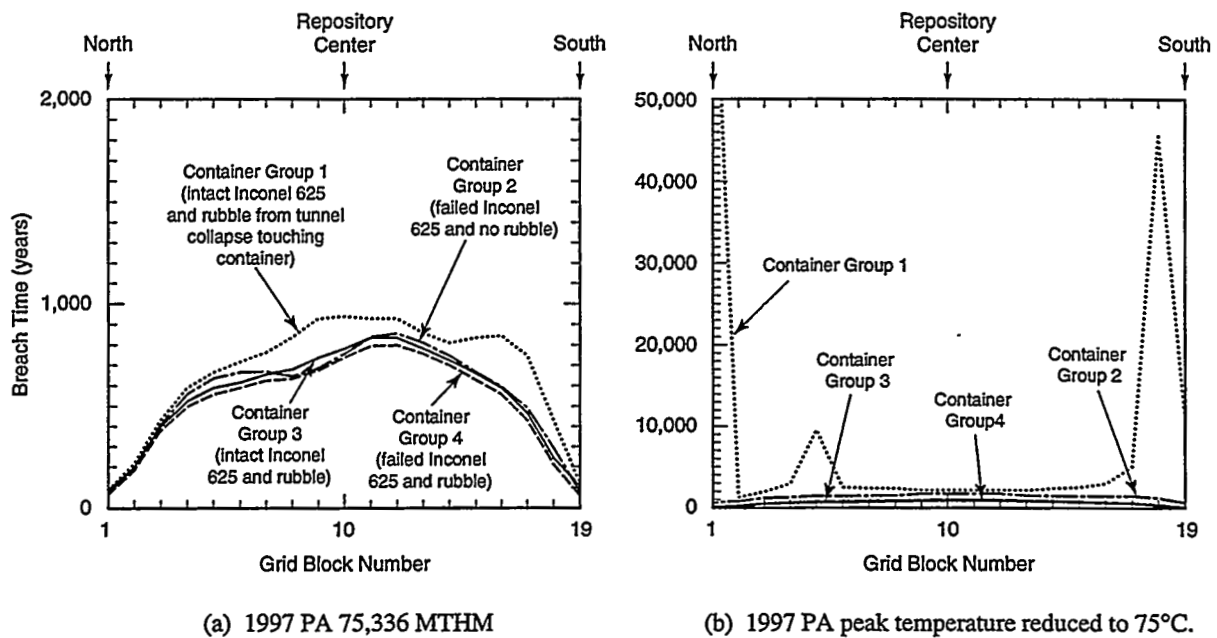 North
Repository
Center
South
2,000
1,000
0
Breach Time (years)
Container Group 1
(intact Inconel 625
and rubble from tunnel
collapse touching
container)
Container
Group 2
(failed Inconel
625 and no rubble)
Container
Group 3
(intact Inconel
625 and rubble)
Container
Group 4
(failed Inconel
625 and rubble)
1
10
19
Grid Block Number
(a) 1997 PA 75,336 MTHM
North
Repository
Center
South
50,000
40,000
30,000
20,000
10,000
0
Container Group 1
Container
Group 3
Container
Group4
Container
Group 2
1
10
19
Grid Block Number
(b) 1997 PA peak temperature reduced to 75°C.